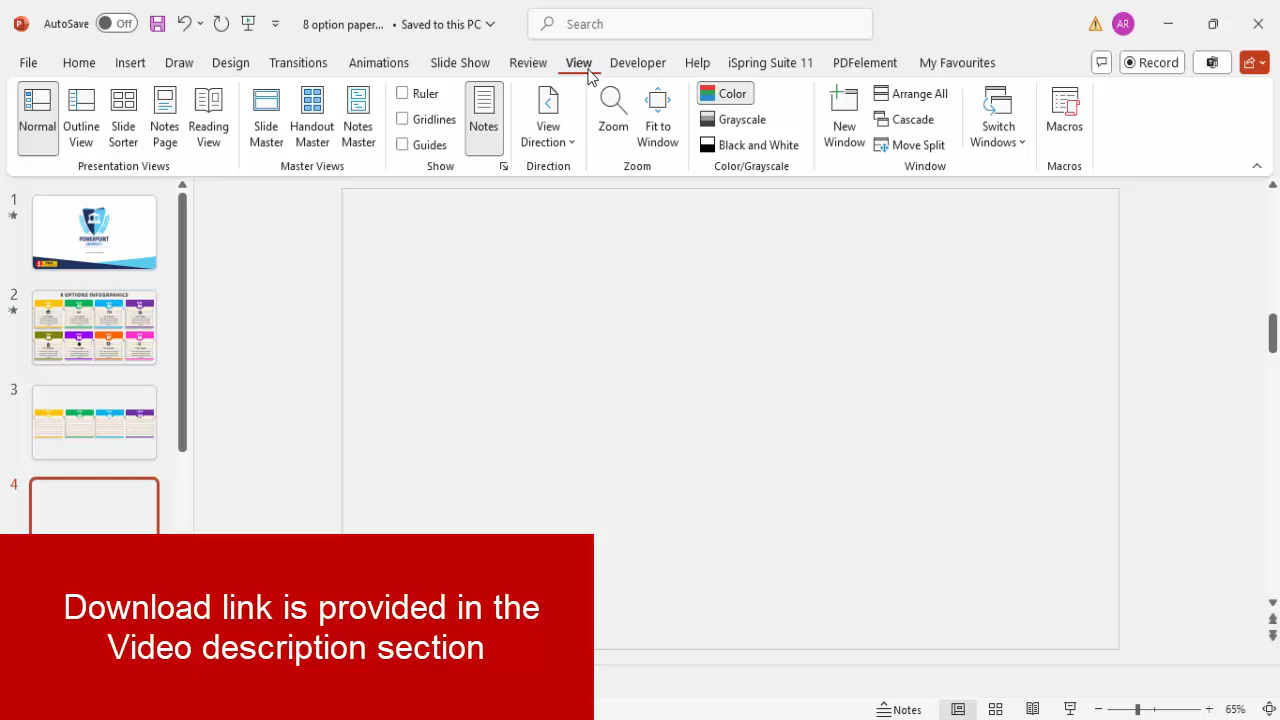 AutoSave Off 8 option paper... • Saved to this PC Search AR
File Home Insert Draw Design Transitions Animations Slide Show Review View Developer Help iSpring Suite 11 PDFelement My Favourites Record
Normal Outline View Slide Sorter Notes Page Reading View
Presentation Views
Slide Master Handout Master Notes Master
Master Views
Ruler
Gridlines
Guides
Notes
Show
View Direction
Direction
Zoom Fit to Window
Zoom
Color
Grayscale
Black and White
Color/Grayscale
New Window
Arrange All
Cascade
Move Split
Switch Windows
Window
Macros
Macros
1
POWERPOINT
UNIVERSITY
2
8 OPTIONS INFOGRPAHICS
3
4
Download link is provided in the
Video description section
Notes 65%